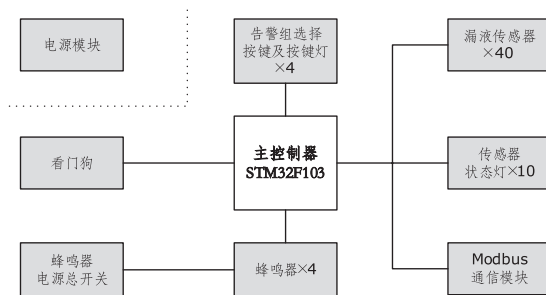 电源模块
告警组选择
按键及按键灯
×4
漏液传感器
×40
看门狗
主控制器
STM32F103
传感器
状态灯×10
蜂鸣器
电源总开关
蜂鸣器×4
Modbus
通信模块